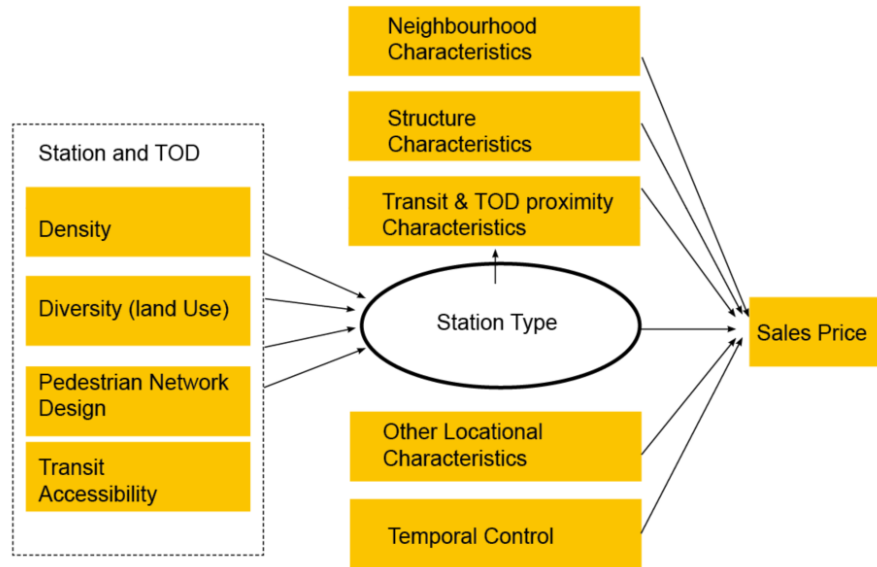 Neighbourhood
Characteristics
Structure
Characteristics
Station and TOD
Transit & TOD proximity
Characteristics
Density
Diversity (land Use)
Station Type
Sales Price
Pedestrian Network
Design
Other Locational
Characteristics
Transit
Accessibility
Temporal Control